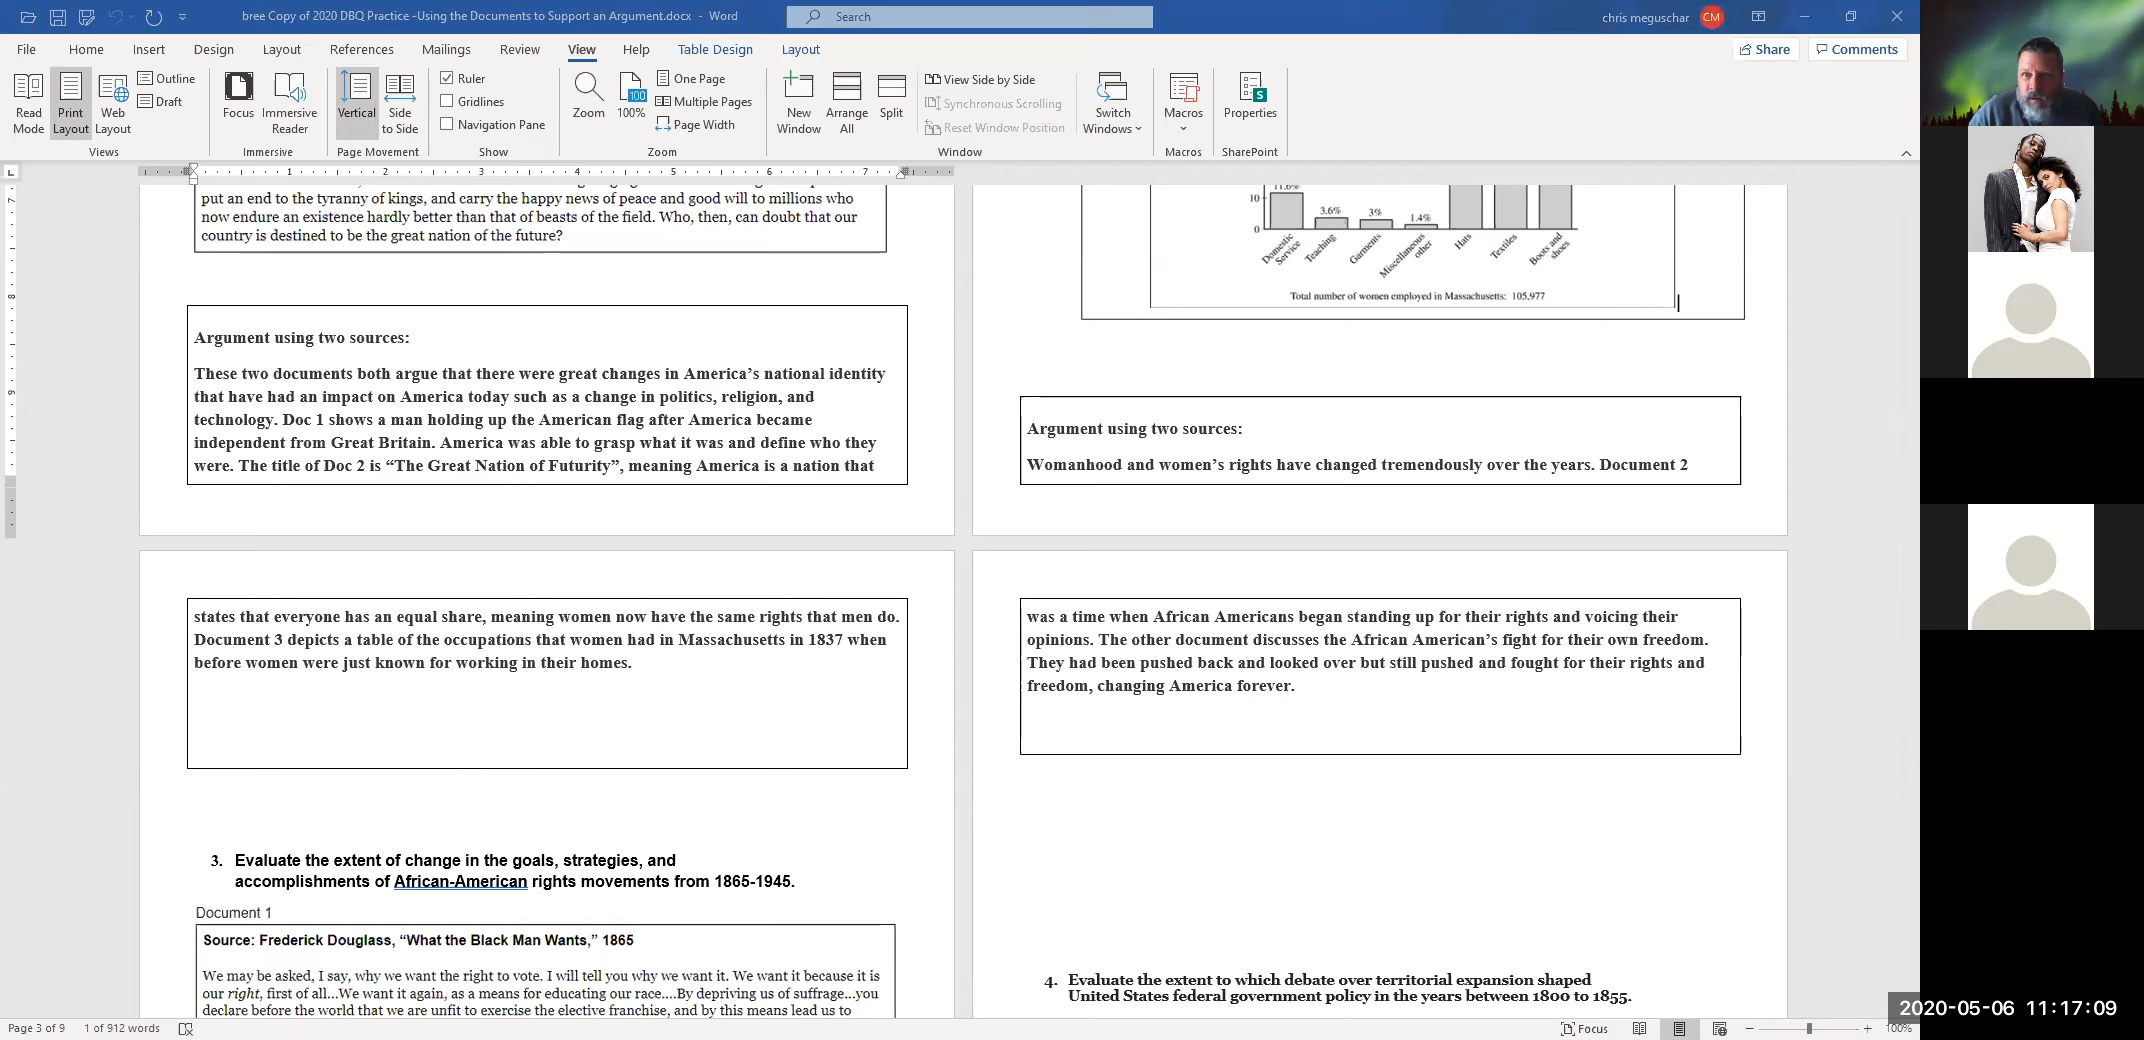 bree Copy of 2020 DBQ Practice -Using the Documents to Support an Argument.docx - Word
Search
chris meguschar
CM
File Home Insert Design Layout References Mailings Review View Help Table Design Layout
Share Comments
Read Mode
Print Layout
Web Layout
Outline
Draft
Views
Focus
Immersive Reader
Immersive
Vertical
Side to Side
Page Movement
Ruler
Gridlines
Navigation Pane
Show
Zoom
100
100%
One Page
Multiple Pages
Page Width
Zoom
New Window
Arrange All
Split
View Side by Side
Synchronous Scrolling
Reset Window Position
Window
Switch Windows
Macros
Macros
Properties
SharePoint
1 2 3 4 5 6 7
7
8
9
put an end to the tyranny of kings, and carry the happy news of peace and good will to millions who
now endure an existence hardly better than that of beasts of the field. Who, then, can doubt that our
country is destined to be the great nation of the future?
Argument using two sources:
These two documents both argue that there were great changes in America’s national identity
that have had an impact on America today such as a change in politics, religion, and
technology. Doc 1 shows a man holding up the American flag after America became
independent from Great Britain. America was able to grasp what it was and define who they
were. The title of Doc 2 is “The Great Nation of Futurity”, meaning America is a nation that
11.6%
10
3.6%
3%
1.4%
0
Domestic Service
Teaching
Garments
Miscellaneous other
Hats
Textiles
Boots and shoes
Total number of women employed in Massachusetts: 105,977
Argument using two sources:
Womanhood and women’s rights have changed tremendously over the years. Document 2
states that everyone has an equal share, meaning women now have the same rights that men do.
Document 3 depicts a table of the occupations that women had in Massachusetts in 1837 when
before women were just known for working in their homes.
3. Evaluate the extent of change in the goals, strategies, and
accomplishments of African-American rights movements from 1865-1945.
Document 1
Source: Frederick Douglass, “What the Black Man Wants,” 1865
We may be asked, I say, why we want the right to vote. I will tell you why we want it. We want it because it is
our right, first of all...We want it again, as a means for educating our race....By depriving us of suffrage...you
declare before the world that we are unfit to exercise the elective franchise, and by this means lead us to
was a time when African Americans began standing up for their rights and voicing their
opinions. The other document discusses the African American’s fight for their own freedom.
They had been pushed back and looked over but still pushed and fought for their rights and
freedom, changing America forever.
4. Evaluate the extent to which debate over territorial expansion shaped
United States federal government policy in the years between 1800 to 1855.
Page 3 of 9 1 of 912 words
Focus
100%
2020-05-06 11:17:09